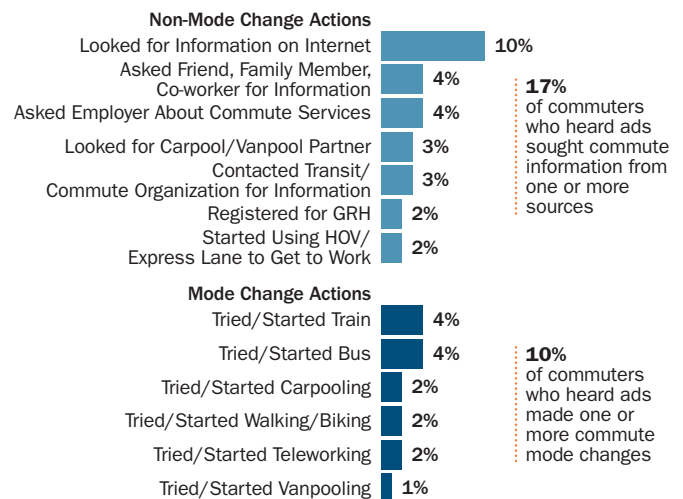 Non-Mode Change Actions
Looked for Information on Internet
10%
Asked Friend, Family Member,
Co-worker for Information
4%
Asked Employer About Commute Services
4%
Looked for Carpool/Vanpool Partner
3%
Contacted Transit/
Commute Organization for Information
3%
Registered for GRH
2%
Started Using HOV/
Express Lane to Get to Work
2%
17%
of commuters
who heard ads
sought commute
information from
one or more
sources
Mode Change Actions
Tried/Started Train
4%
Tried/Started Bus
4%
Tried/Started Carpooling
2%
Tried/Started Walking/Biking
2%
Tried/Started Teleworking
2%
Tried/Started Vanpooling
1%
10%
of commuters
who heard ads
made one or
more commute
mode changes